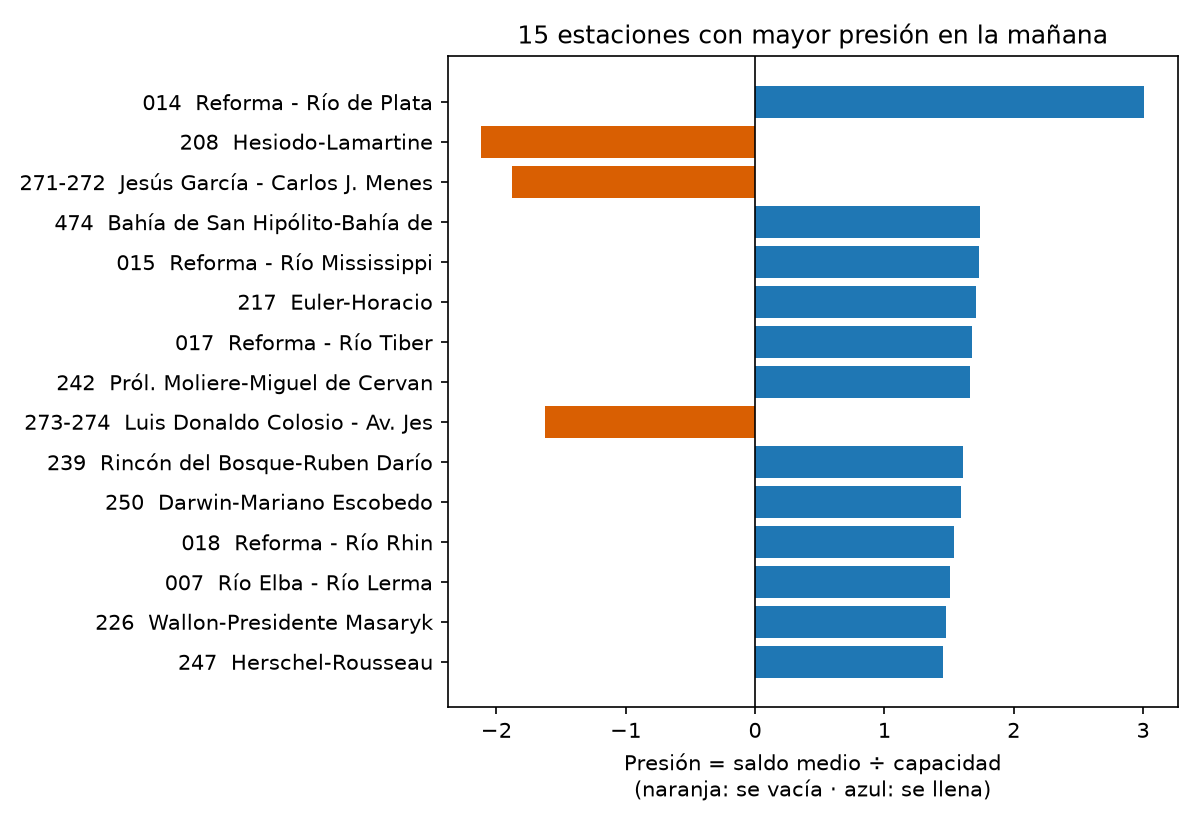 15 estaciones con mayor presión en la mañana
014  Reforma - Río de Plata
208  Hesiodo-Lamartine
271-272  Jesús García - Carlos J. Menes
474  Bahía de San Hipólito-Bahía de
015  Reforma - Río Mississippi
217  Euler-Horacio
017  Reforma - Río Tiber
242  Pról. Moliere-Miguel de Cervan
273-274  Luis Donaldo Colosio - Av. Jes
239  Rincón del Bosque-Ruben Darío
250  Darwin-Mariano Escobedo
018  Reforma - Río Rhin
007  Río Elba - Río Lerma
226  Wallon-Presidente Masaryk
247  Herschel-Rousseau
−2 −1 0 1 2 3
Presión = saldo medio ÷ capacidad
(naranja: se vacía · azul: se llena)